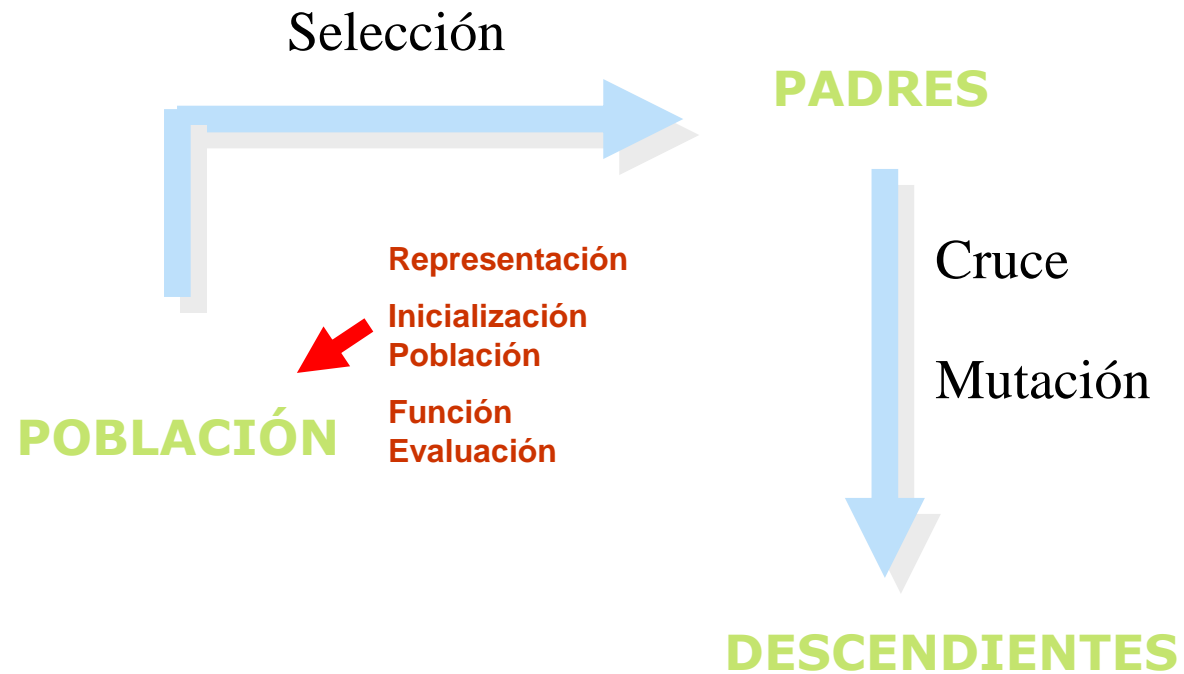 Selección
PADRES
Representación
Inicialización
Población
Función
Evaluación
POBLACIÓN
Cruce
Mutación
DESCENDIENTES